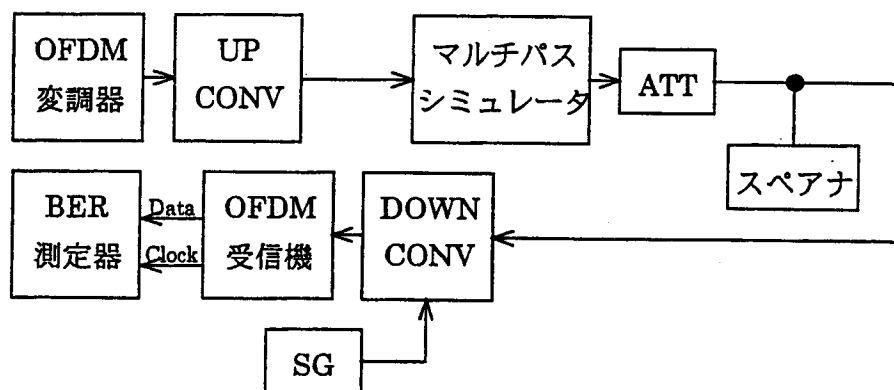 OFDM
変調器
UP
CONV
マルチパス
シミュレータ
ATT
スペアナ
BER
測定器
Data
Clock
OFDM
受信機
DOWN
CONV
SG